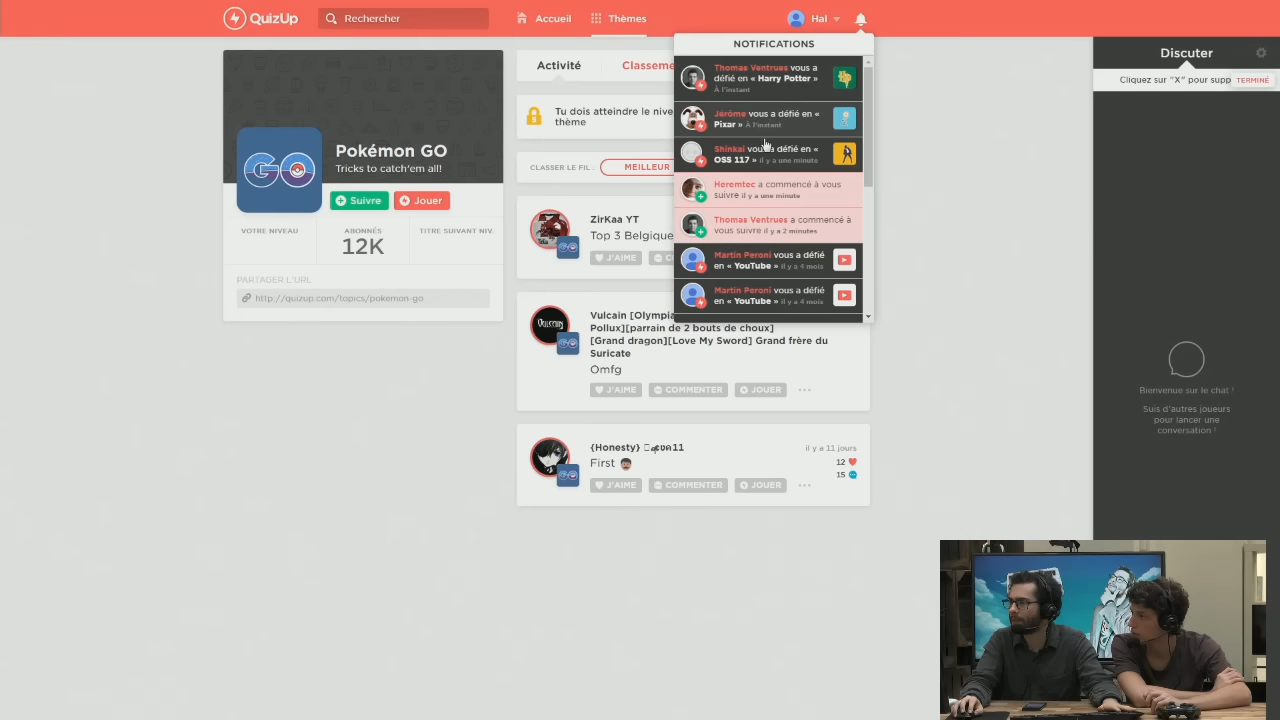 QuizUp
Rechercher
Accueil
Thèmes
Hal
NOTIFICATIONS
Thomas Ventrues vous a
défié en « Harry Potter »
À l'instant
Jérôme vous a défié en «
Pixar » À l'instant
Shinkai vous a défié en «
OSS 117 » il y a une minute
Heremtec a commencé à vous
suivre il y a une minute
Thomas Ventrues a commencé à
vous suivre il y a 2 minutes
Martin Peroni vous a défié
en « YouTube » il y a 4 mois
Martin Peroni vous a défié
en « YouTube » il y a 4 mois
GO
Pokémon GO
Tricks to catch'em all!
Suivre
Jouer
VOTRE NIVEAU
ABONNÉS
12K
TITRE SUIVANT NIV.
PARTAGER L'URL
http://quizup.com/topics/pokemon-go
Activité
Classeme
Tu dois atteindre le nive
thème
CLASSER LE FIL :
MEILLEUR
ZirKaa YT
Top 3 Belgique
J'AIME
CO
Vulcain [Olympia
Pollux][parrain de 2 bouts de choux]
[Grand dragon][Love My Sword] Grand frère du
Suricate
Omfg
J'AIME
COMMENTER
JOUER
{Honesty}
First
il y a 11 jours
12
15
J'AIME
COMMENTER
JOUER
Discuter
Cliquez sur "X" pour supp
TERMINÉ
Bienvenue sur le chat !
Suis d'autres joueurs
pour lancer une
conversation !